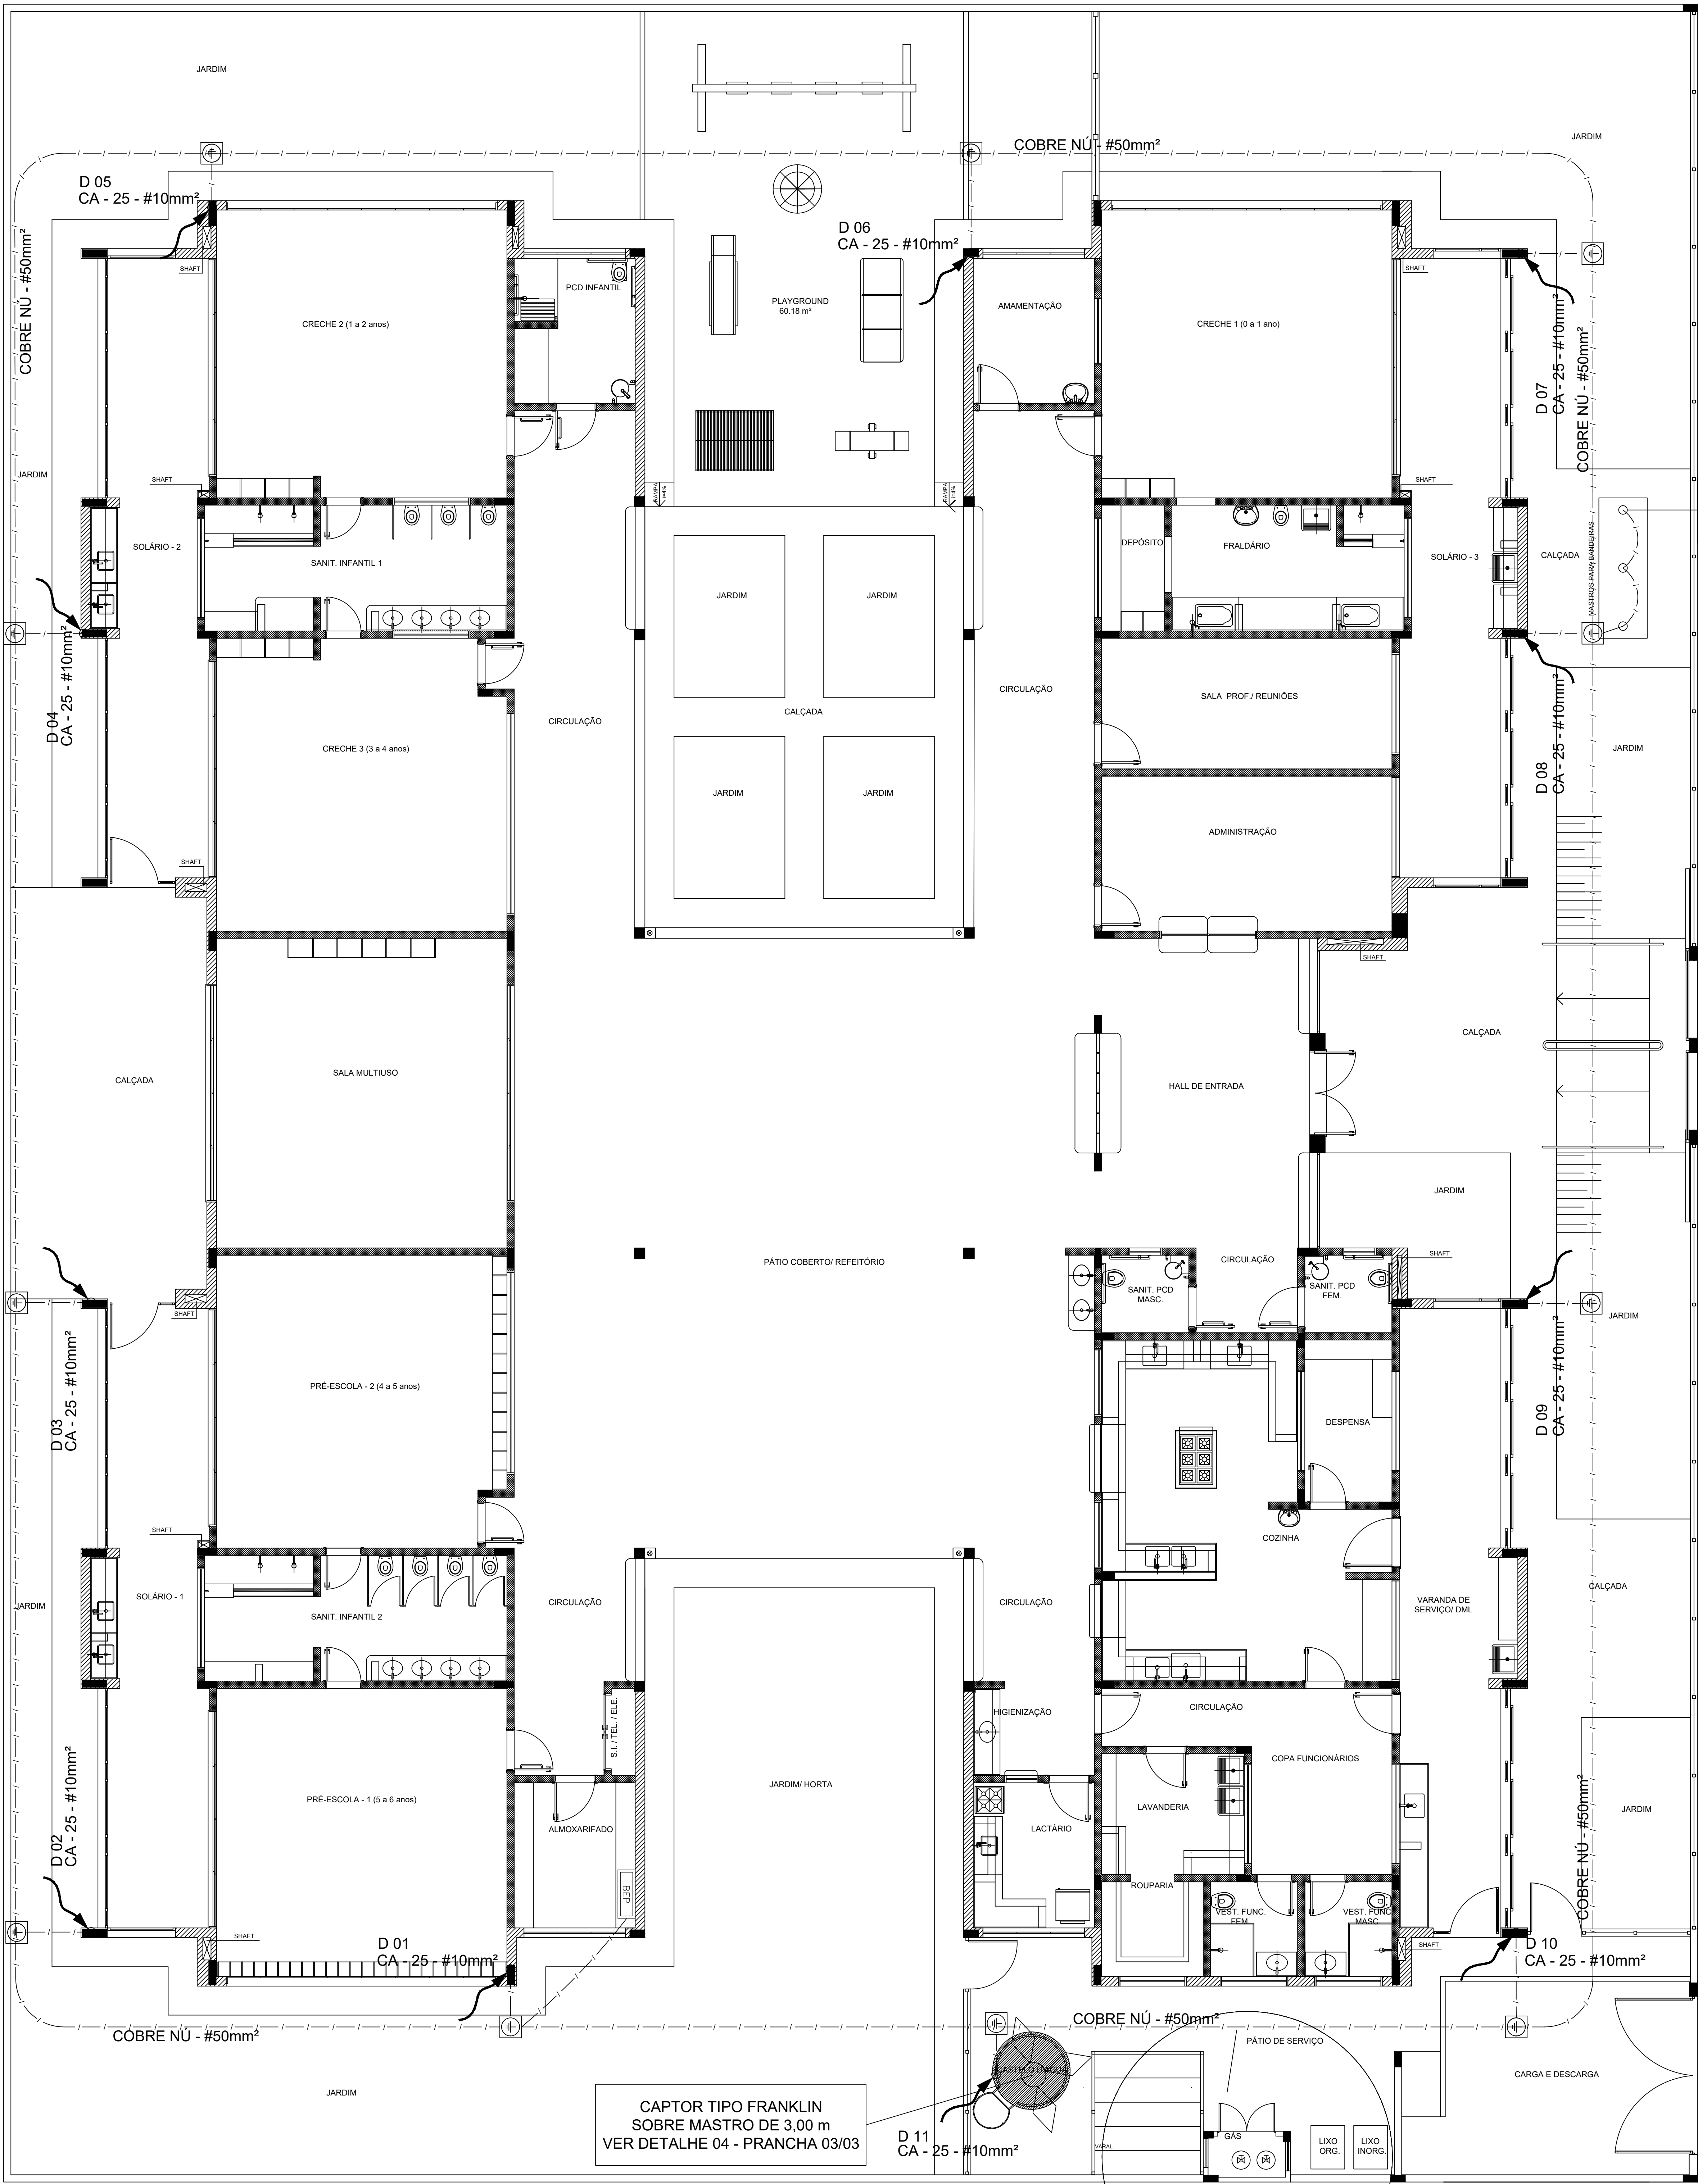 JARDIM
JARDIM
COBRE NÚ - #50mm²
D 05
CA - 25 - #10mm²
COBRE NÚ - #50mm²
D 06
CA - 25 - #10mm²
SHAFT
SHAFT
PCD INFANTIL
PLAYGROUND
60.18 m²
AMAMENTAÇÃO
CRECHE 2 (1 a 2 anos)
CRECHE 1 (0 a 1 ano)
D 07
CA - 25 - #10mm²
COBRE NÚ - #50mm²
JARDIM
SHAFT
SHAFT
RAMPA
i=4%
RAMPA
i=4%
SOLÁRIO - 2
SANIT. INFANTIL 1
DEPÓSITO
FRALDÁRIO
SOLÁRIO - 3
CALÇADA
MASTROS PARA BANDEIRAS
JARDIM
JARDIM
D 04
CA - 25 - #10mm²
CIRCULAÇÃO
CALÇADA
CIRCULAÇÃO
SALA PROF./ REUNIÕES
CRECHE 3 (3 a 4 anos)
D 08
CA - 25 - #10mm²
JARDIM
JARDIM
JARDIM
ADMINISTRAÇÃO
SHAFT
SHAFT
CALÇADA
SALA MULTIUSO
HALL DE ENTRADA
CALÇADA
JARDIM
PÁTIO COBERTO/ REFEITÓRIO
CIRCULAÇÃO
SHAFT
SANIT. PCD
MASC.
SANIT. PCD
FEM.
SHAFT
JARDIM
D 03
CA - 25 - #10mm²
PRÉ-ESCOLA - 2 (4 a 5 anos)
D 09
CA - 25 - #10mm²
DESPENSA
SHAFT
COZINHA
SOLÁRIO - 1
JARDIM
SANIT. INFANTIL 2
CIRCULAÇÃO
CIRCULAÇÃO
VARANDA DE
SERVIÇO/ DML
CALÇADA
S.I. / TEL. / ELE.
HIGIENIZAÇÃO
CIRCULAÇÃO
COPA FUNCIONÁRIOS
D 02
CA - 25 - #10mm²
PRÉ-ESCOLA - 1 (5 a 6 anos)
JARDIM/ HORTA
ALMOXARIFADO
BEP
LACTÁRIO
LAVANDERIA
COBRE NÚ - #50mm²
JARDIM
ROUPARIA
VEST. FUNC.
FEM.
VEST. FUNC.
MASC.
SHAFT
D 01
CA - 25 - #10mm²
SHAFT
D 10
CA - 25 - #10mm²
COBRE NÚ - #50mm²
COBRE NÚ - #50mm²
PÁTIO DE SERVIÇO
CASTELO D'ÁGUA
CARGA E DESCARGA
JARDIM
CAPTOR TIPO FRANKLIN
SOBRE MASTRO DE 3,00 m
VER DETALHE 04 - PRANCHA 03/03
D 11
CA - 25 - #10mm²
VARAL
GÁS
LIXO
ORG.
LIXO
INORG.